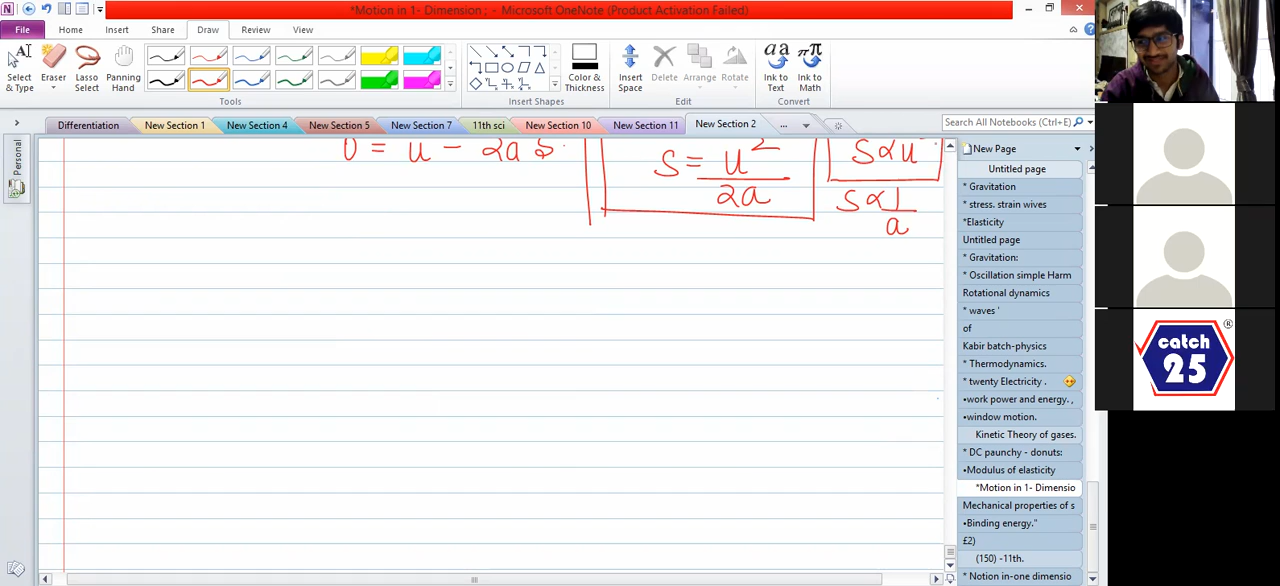 *Motion in 1- Dimension ; - Microsoft OneNote (Product Activation Failed)
File Home Insert Share Draw Review View
Select & Type
Eraser
Lasso Select
Panning Hand
Color & Thickness
Insert Space
Delete
Arrange
Rotate
Ink to Text
Ink to Math
Tools
Insert Shapes
Edit
Convert
Differentiation New Section 1 New Section 4 New Section 5 New Section 7 11th sci New Section 10 New Section 11 New Section 2 ...
Search All Notebooks (Ctrl+E)
Personal
0 = u - 2as
S = u²/2a
S∝u
S∝1/a
New Page
Untitled page
* Gravitation
* stress. strain wives
*Elasticity
Untitled page
* Gravitation:
* Oscillation simple Harm
Rotational dynamics
* waves '
of
Kabir batch-physics
* Thermodynamics.
* twenty Electricity .
•work power and energy. ,
•window motion.
Kinetic Theory of gases.
* DC paunchy - donuts:
•Modulus of elasticity
*Motion in 1- Dimensio
Mechanical properties of s
•Binding energy."
£2)
(150) -11th.
* Notion in-one dimensio
catch
25
®